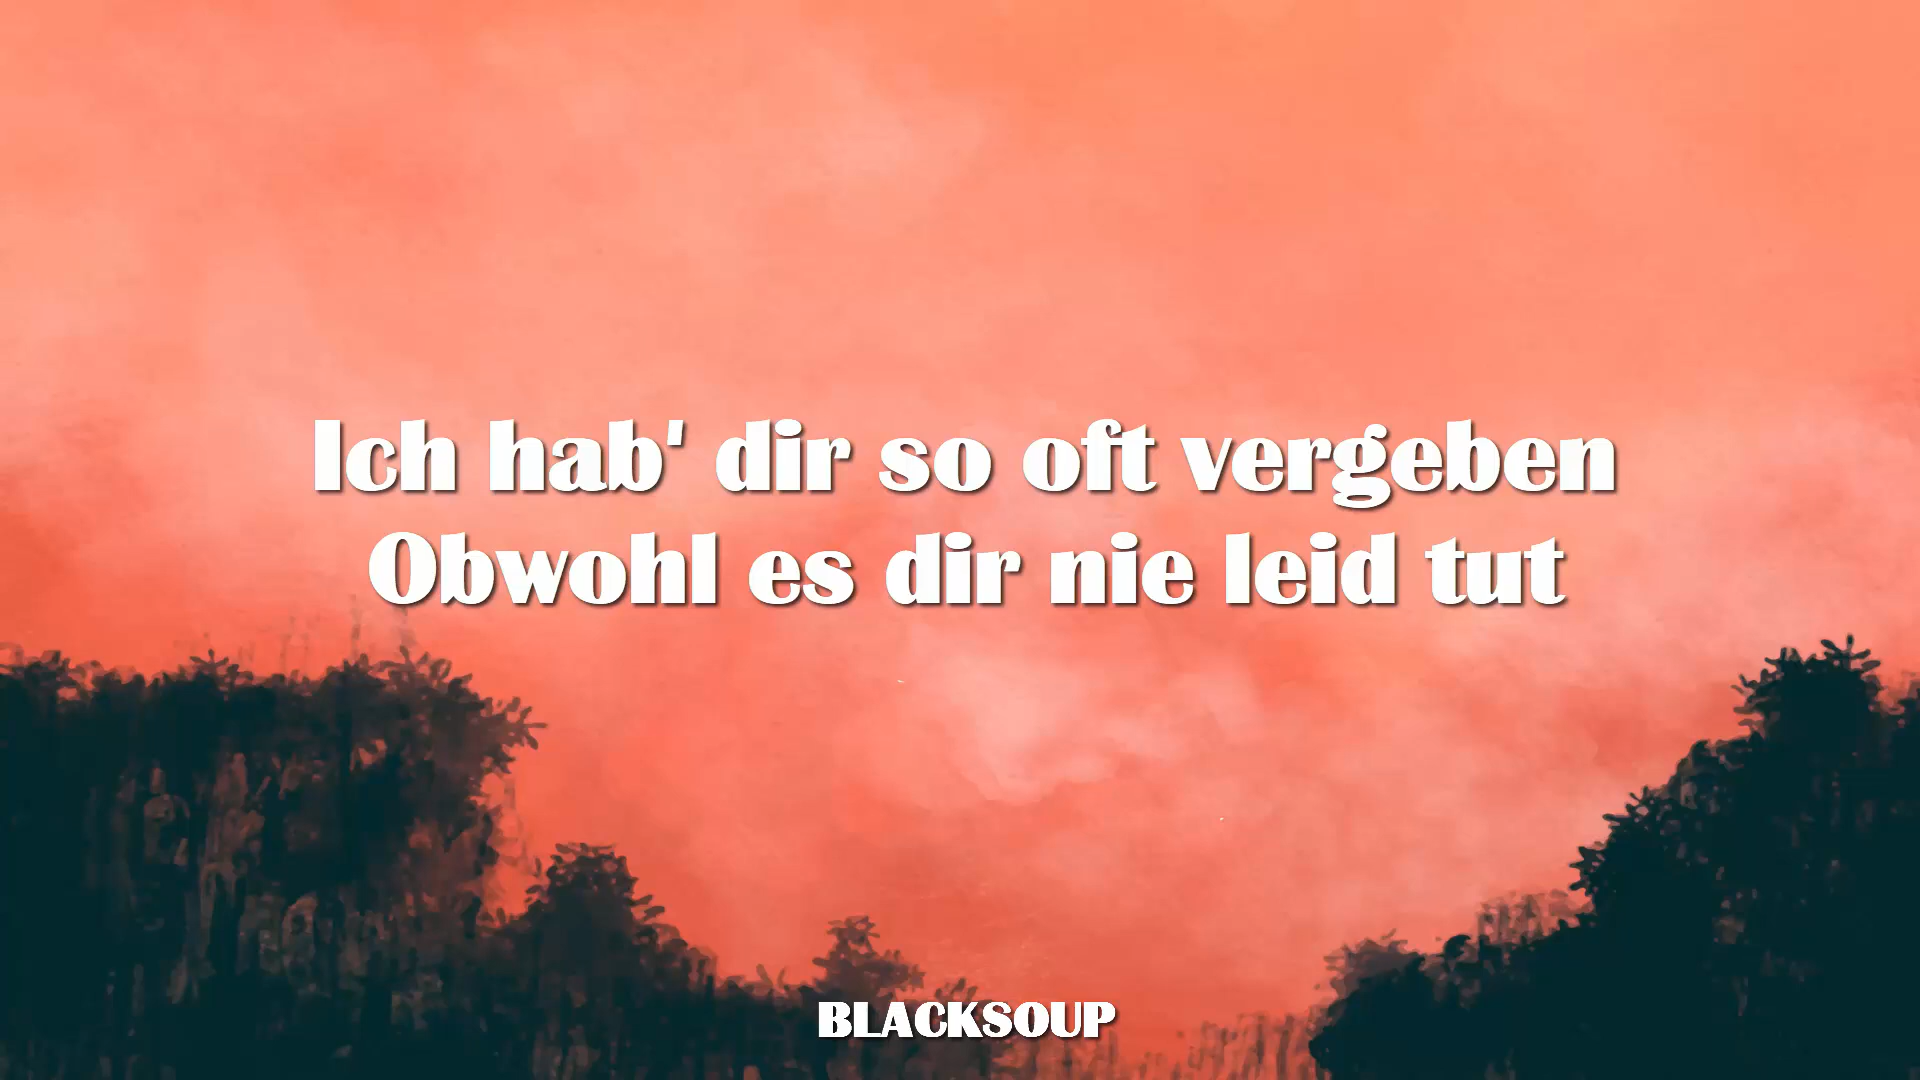 Ich hab' dir so oft vergeben
Obwohl es dir nie leid tut
BLACKSOUP